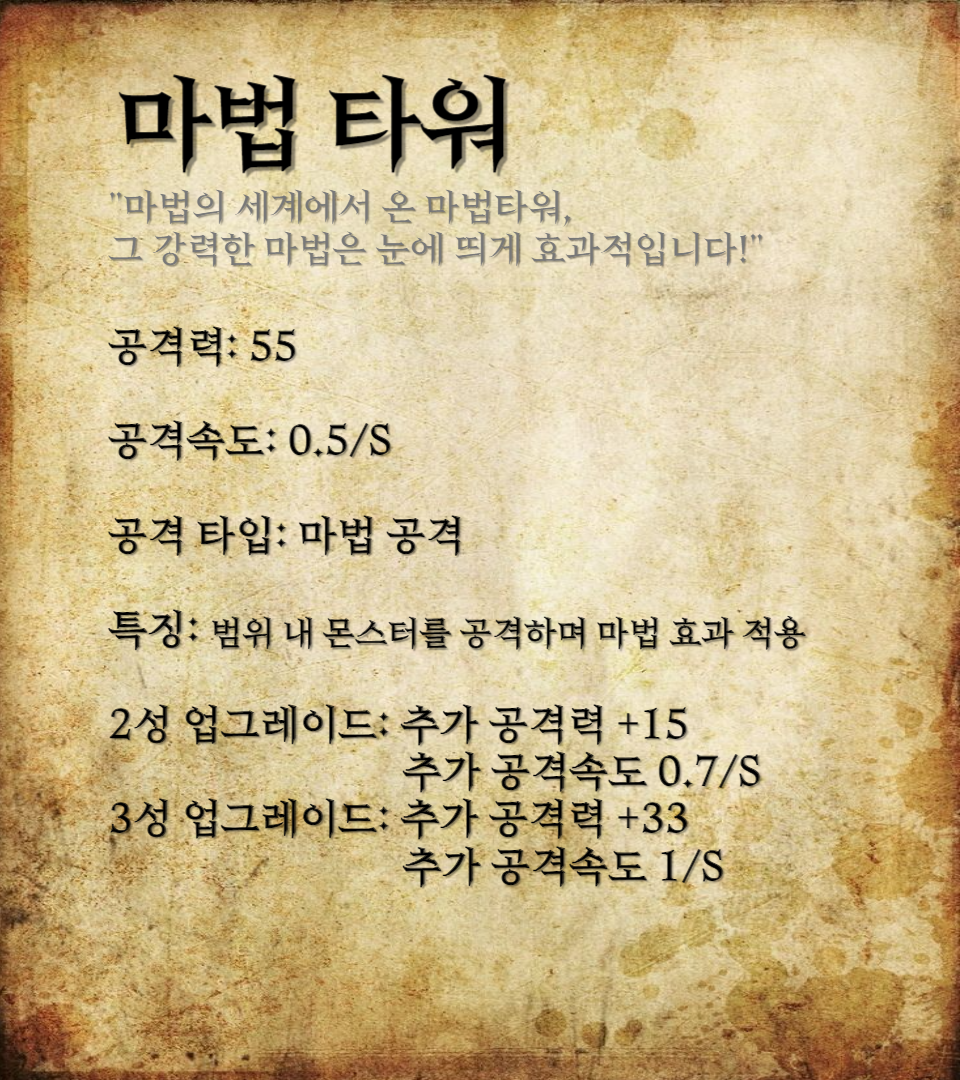 마법 타워
"마법의 세계에서 온 마법타워,
그 강력한 마법은 눈에 띄게 효과적입니다!"
공격력: 55
공격속도: 0.5/S
공격 타입: 마법 공격
특징: 범위 내 몬스터를 공격하며 마법 효과 적용
2성 업그레이드: 추가 공격력 +15
추가 공격속도 0.7/S
3성 업그레이드: 추가 공격력 +33
추가 공격속도 1/S